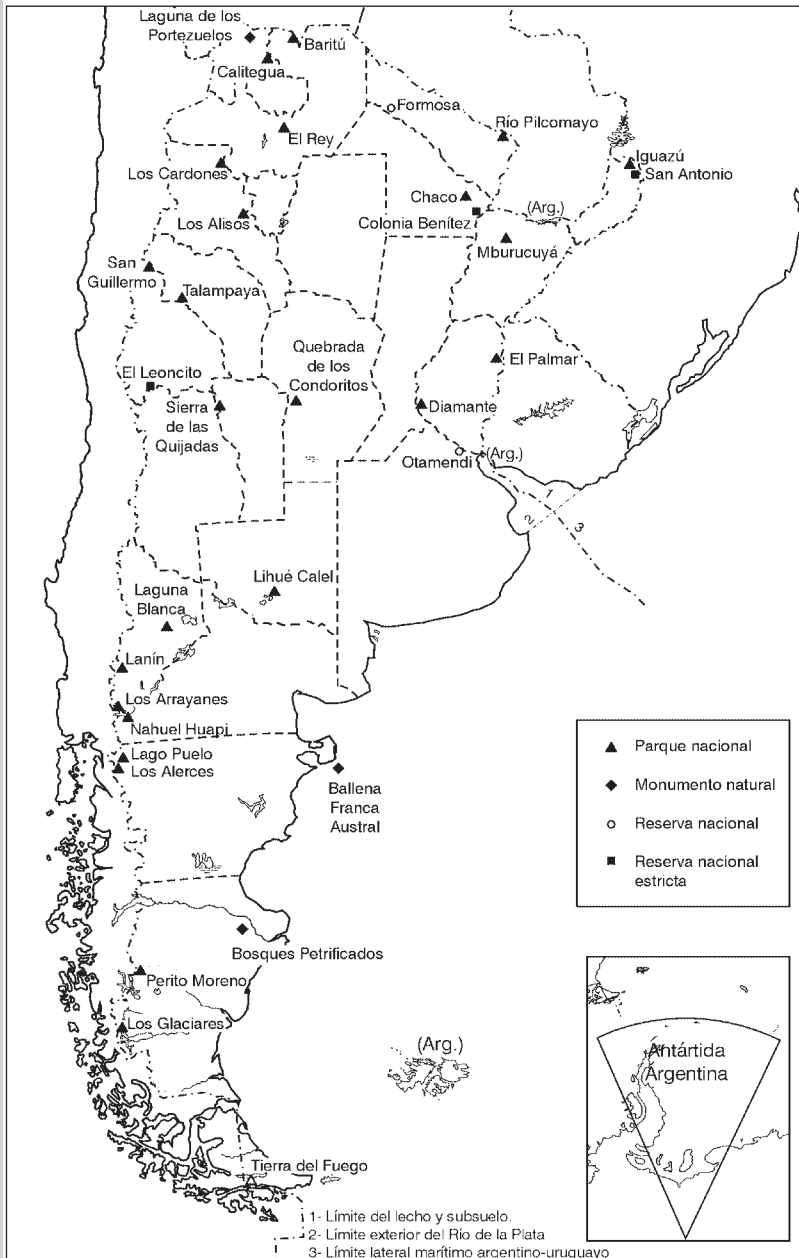 Laguna de los
Portezuelos
Baritú
Calitegua
Formosa
El Rey
Río Pilcomayo
Iguazú
San Antonio
Los Cardones
Chaco
(Arg.)
Colonia Benítez
Los Alisos
Mburucuyá
San
Guillermo
Talampaya
Quebrada
de los
Condoritos
El Palmar
El Leoncito
Sierra
de las
Quijadas
Diamante
Otamendi
(Arg.)
1
2
3
Lihué Calel
Laguna
Blanca
Lanín
Los Arrayanes
Nahuel Huapi
Lago Puelo
Los Alerces
Ballena
Franca
Austral
Parque nacional
Monumento natural
Reserva nacional
Reserva nacional
estricta
Bosques Petrificados
Perito Moreno
Los Glaciares
(Arg.)
Antártida
Argentina
Tierra del Fuego
1- Límite del lecho y subsuelo.
2- Límite exterior del Río de la Plata
3- Límite lateral marítimo argentino-uruguayo